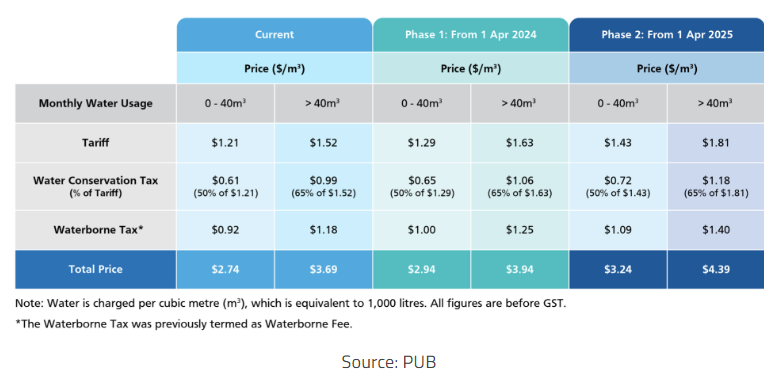 Current Phase 1: From 1 Apr 2024 Phase 2: From 1 Apr 2025
Price ($/m³) Price ($/m³) Price ($/m³)
Monthly Water Usage 0 - 40m³ > 40m³ 0 - 40m³ > 40m³ 0 - 40m³ > 40m³
Tariff $1.21 $1.52 $1.29 $1.63 $1.43 $1.81
Water Conservation Tax $0.61 $0.99 $0.65 $1.06 $0.72 $1.18
(% of Tariff) (50% of $1.21) (65% of $1.52) (50% of $1.29) (65% of $1.63) (50% of $1.43) (65% of $1.81)
Waterborne Tax* $0.92 $1.18 $1.00 $1.25 $1.09 $1.40
Total Price $2.74 $3.69 $2.94 $3.94 $3.24 $4.39
Note: Water is charged per cubic metre (m³), which is equivalent to 1,000 litres. All figures are before GST.
*The Waterborne Tax was previously termed as Waterborne Fee.
Source: PUB